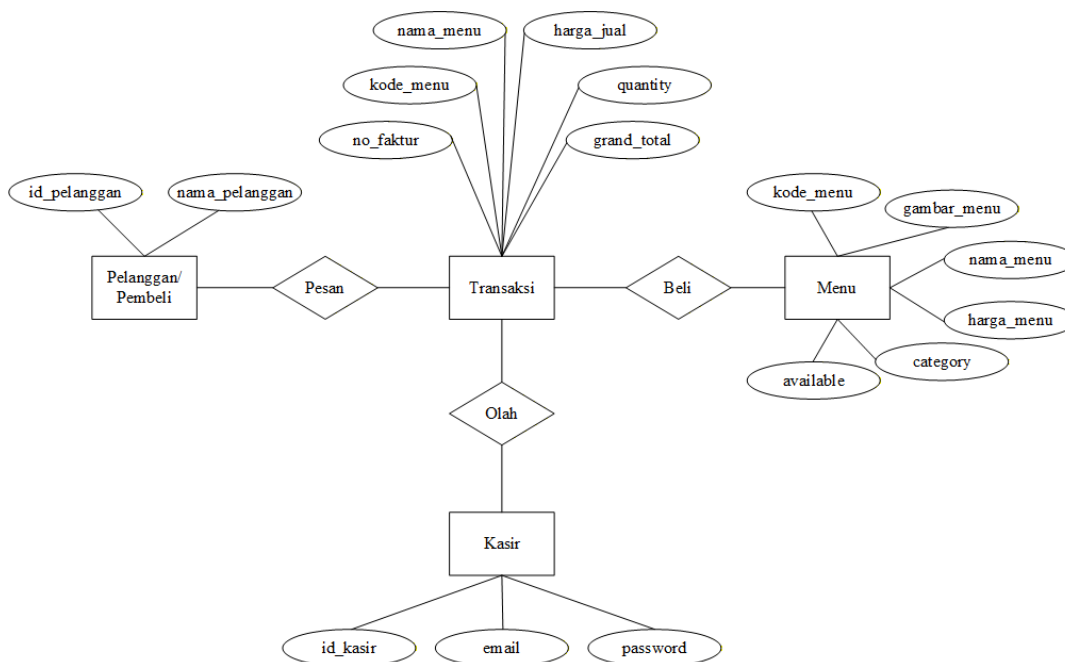 nama_menu
harga_jual
kode_menu
quantity
no_faktur
grand_total
id_pelanggan
nama_pelanggan
kode_menu
gambar_menu
Pelanggan/
Pembeli
Pesan
Transaksi
Beli
Menu
nama_menu
harga_menu
category
available
Olah
Kasir
id_kasir
email
password